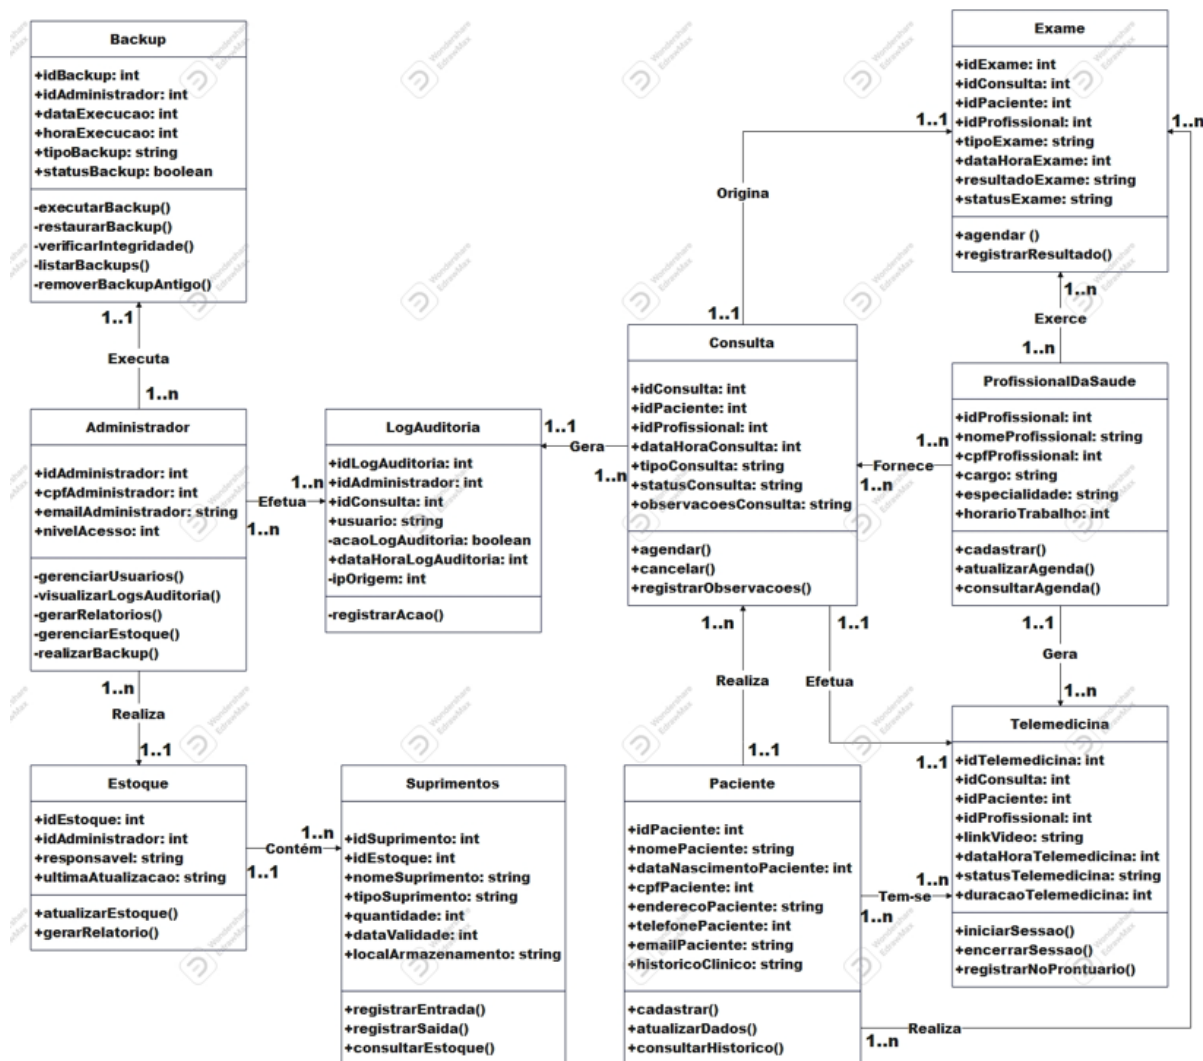 Backup
+idBackup: int
+idAdministrador: int
+dataExecucao: int
+horaExecucao: int
+tipoBackup: string
+statusBackup: boolean
-executarBackup()
-restaurarBackup()
-verificarIntegridade()
-listarBackups()
-removerBackupAntigo()
1..1
Executa
1..n
Administrador
+idAdministrador: int
+cpfAdministrador: int
+emailAdministrador: string
+nivelAcesso: int
-gerenciarUsuarios()
-visualizarLogsAuditoria()
-gerarRelatorios()
-gerenciarEstoque()
-realizarBackup()
1..n
Efetua
1..n
LogAuditoria
+idLogAuditoria: int
+idAdministrador: int
+idConsulta: int
+usuario: string
-acaoLogAuditoria: boolean
+dataHoraLogAuditoria: int
-ipOrigem: int
-registrarAcao()
1..1
Gera
1..n
1..n
Realiza
1..1
Estoque
+idEstoque: int
+idAdministrador: int
+responsavel: string
+ultimaAtualizacao: string
+atualizarEstoque()
+gerarRelatorio()
1..n
Contém
1..1
Suprimentos
+idSuprimento: int
+idEstoque: int
+nomeSuprimento: string
+tipoSuprimento: string
+quantidade: int
+dataValidade: int
+localArmazenamento: string
+registrarEntrada()
+registrarSaida()
+consultarEstoque()
Exame
+idExame: int
+idConsulta: int
+idPaciente: int
+idProfissional: int
+tipoExame: string
+dataHoraExame: int
+resultadoExame: string
+statusExame: string
+agendar ()
+registrarResultado()
1..1
1..n
Origina
1..1
1..n
Exerce
1..n
Consulta
+idConsulta: int
+idPaciente: int
+idProfissional: int
+dataHoraConsulta: int
+tipoConsulta: string
+statusConsulta: string
+observacoesConsulta: string
+agendar()
+cancelar()
+registrarObservacoes()
1..n
Fornece
1..n
ProfissionalDaSaude
+idProfissional: int
+nomeProfissional: string
+cpfProfissional: int
+cargo: string
+especialidade: string
+horarioTrabalho: int
+cadastrar()
+atualizarAgenda()
+consultarAgenda()
1..n
Realiza
1..1
1..1
Efetua
1..1
1..1
Gera
1..n
Paciente
+idPaciente: int
+nomePaciente: string
+dataNascimentoPaciente: int
+cpfPaciente: int
+enderecoPaciente: string
+telefonePaciente: int
+emailPaciente: string
+historicoClinico: string
+cadastrar()
+atualizarDados()
+consultarHistorico()
1..n
Tem-se
1..n
Telemedicina
+idTelemedicina: int
+idConsulta: int
+idPaciente: int
+idProfissional: int
+linkVideo: string
+dataHoraTelemedicina: int
+statusTelemedicina: string
+duracaoTelemedicina: int
+iniciarSessao()
+encerrarSessao()
+registrarNoProntuario()
Realiza
1..n
Wondershare
EdrawMax